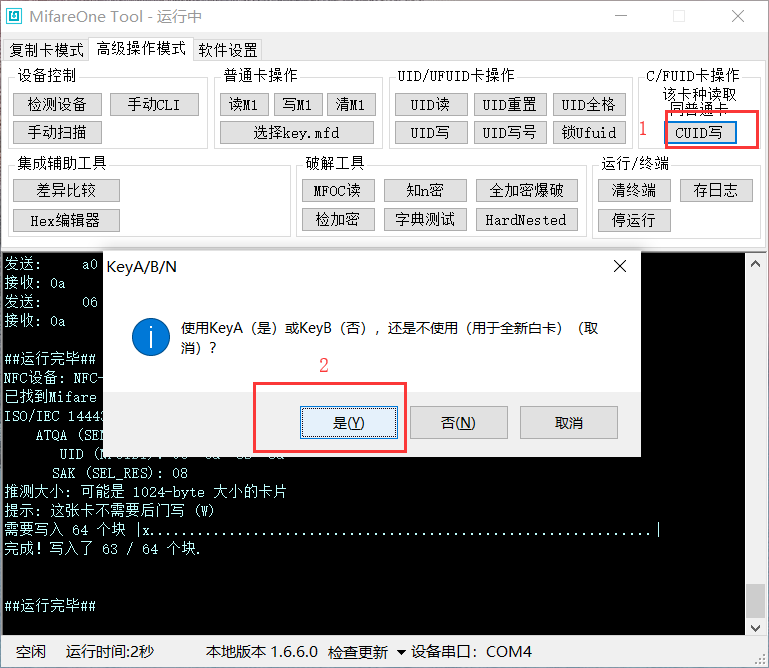 MifareOne Tool - 运行中
复制卡模式 高级操作模式 软件设置
设备控制
检测设备 手动CLI
手动扫描
普通卡操作
读M1 写M1 清M1
选择key.mfd
UID/UFUID卡操作
UID读 UID重置 UID全格
UID写 UID写号 锁Ufuid
C/FUID卡操作
该卡种读取
同普通卡
1 CUID写
集成辅助工具
差异比较
Hex编辑器
破解工具
MFOC读 知n密 全加密爆破
检加密 字典测试 HardNested
运行/终端
清终端 存日志
停运行
发送: a0
接收: 0a
发送: 06
接收: 0a
##运行完毕##
NFC设备: NFC-
已找到Mifare
ISO/IEC 1444
ATQA (SEN
SAK (SEL_RES): 08
推测大小: 可能是 1024-byte 大小的卡片
提示: 这张卡不需要后门写 (W)
需要写入 64 个块 |x...............................................................|
完成! 写入了 63 / 64 个块.
##运行完毕##
KeyA/B/N
使用KeyA（是）或KeyB（否），还是不使用（用于全新白卡）（取
消）?
2
是(Y) 否(N) 取消
空闲 运行时间:2秒 本地版本 1.6.6.0 检查更新 设备串口: COM4